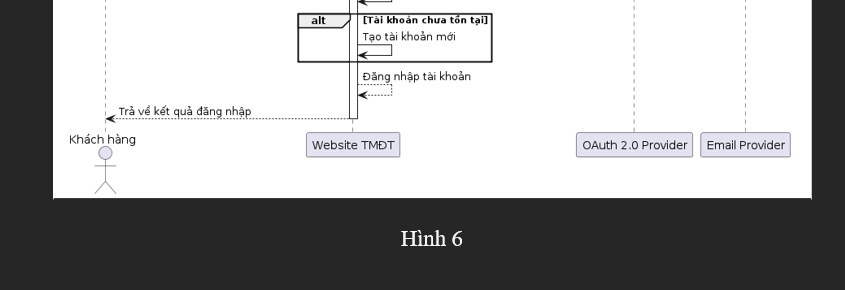 alt [Tài khoản chưa tồn tại]
Tạo tài khoản mới
Đăng nhập tài khoản
Trả về kết quả đăng nhập
Khách hàng
Website TMĐT
OAuth 2.0 Provider
Email Provider
Hình 6